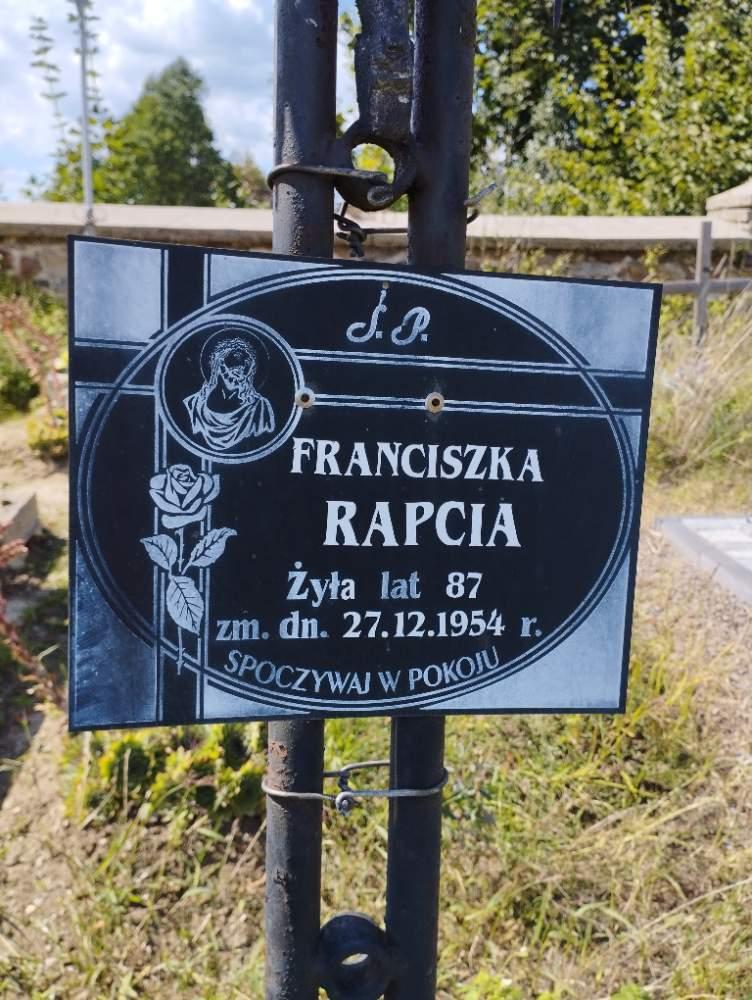 Ś. P.
FRANCISZKA
RAPCIA
Żyła lat 87
zm. dn. 27.12.1954 r.
SPOCZYWAJ W POKOJU